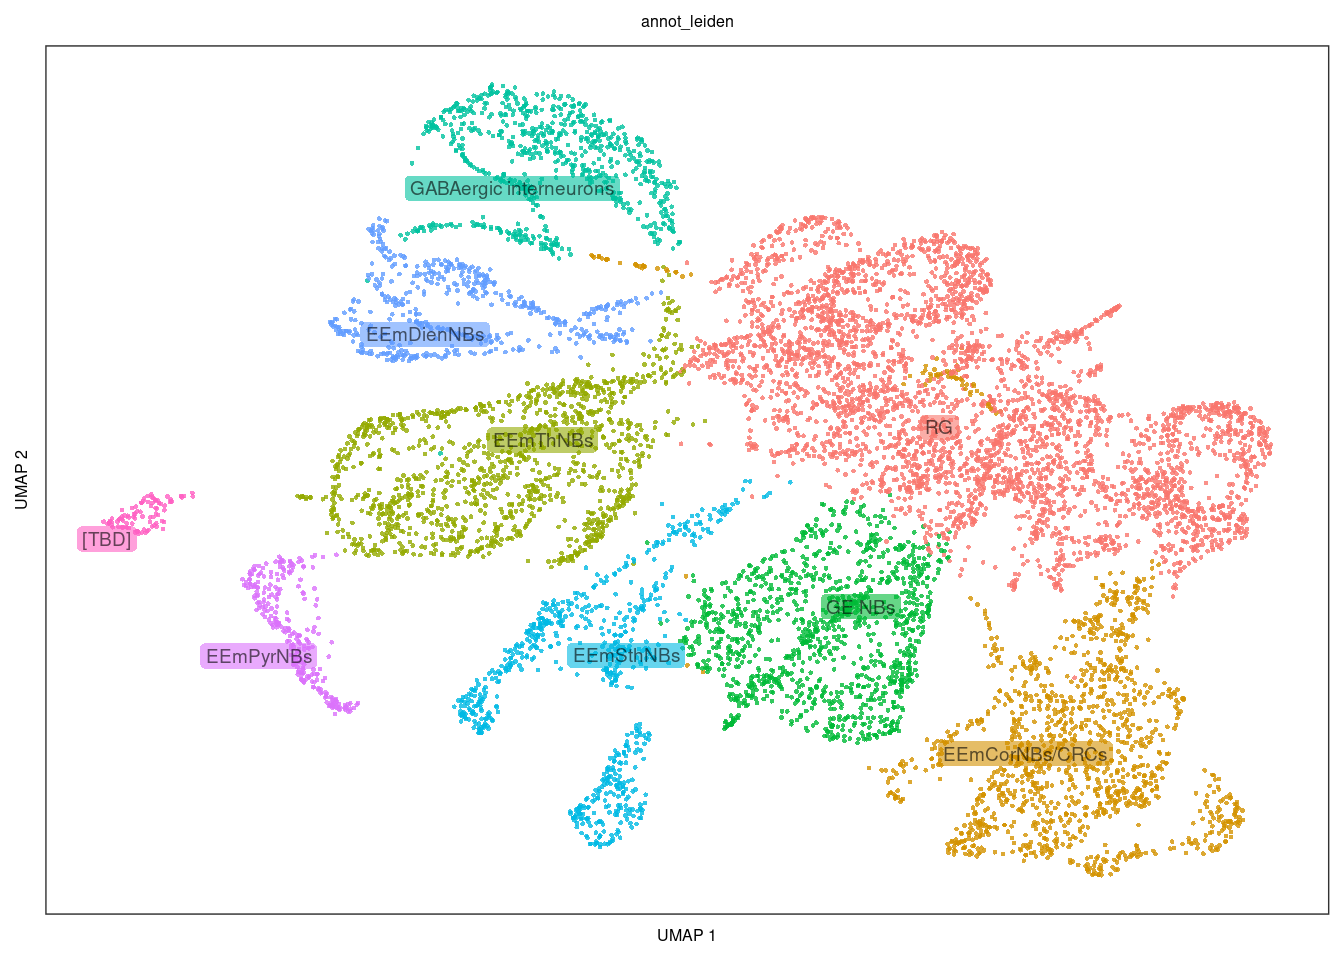 annot_leiden
GABAergic interneurons
EEmDienNBs
RG
EEmThNBs
[TBD]
GE NBs
EEmPyrNBs
EEmSthNBs
EEmCorNBs/CRCs
UMAP 2
UMAP 1